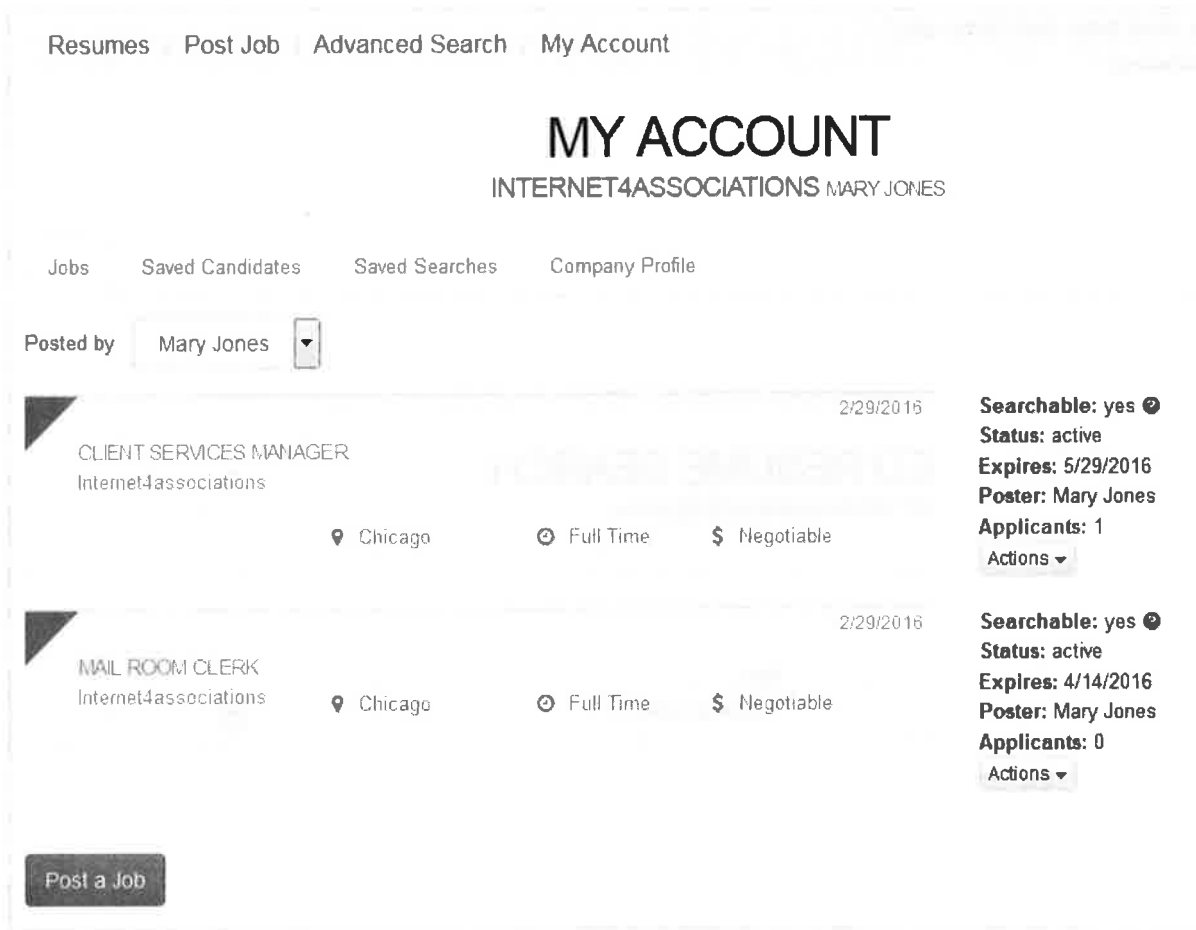 Resumes Post Job Advanced Search My Account
MY ACCOUNT
INTERNET4ASSOCIATIONS MARY JONES
Jobs Saved Candidates Saved Searches Company Profile
Posted by Mary Jones
2/29/2016
CLIENT SERVICES MANAGER
Internet4associations
Chicago Full Time $ Negotiable
Searchable: yes
Status: active
Expires: 5/29/2016
Poster: Mary Jones
Applicants: 1
Actions
2/29/2016
MAIL ROOM CLERK
Internet4associations
Chicago Full Time $ Negotiable
Searchable: yes
Status: active
Expires: 4/14/2016
Poster: Mary Jones
Applicants: 0
Actions
Post a Job